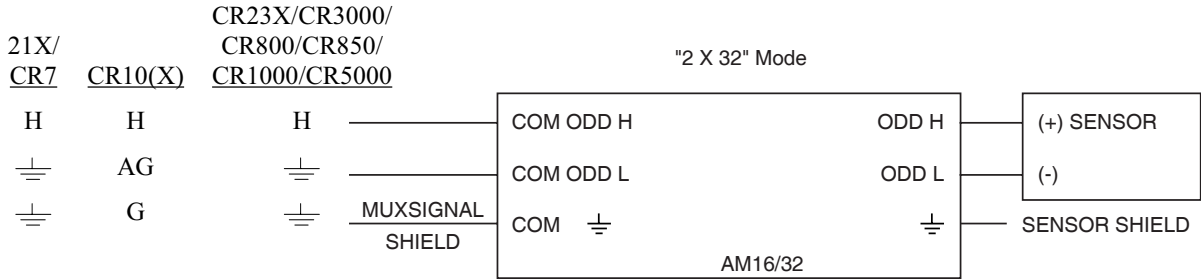 CR23X/CR3000/
21X/ CR800/CR850/
CR7 CR10(X) CR1000/CR5000
"2 X 32" Mode
H H H COM ODD H ODD H (+) SENSOR
AG COM ODD L ODD L (-)
G MUXSIGNAL SHIELD COM SENSOR SHIELD
AM16/32